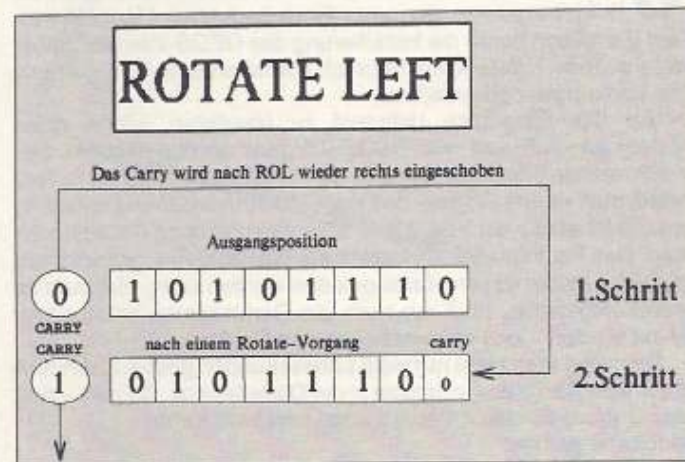 ROTATE LEFT
Das Carry wird nach ROL wieder rechts eingeschoben
Ausgangsposition
0 1 0 1 0 1 1 1 0 1.Schritt
CARRY
CARRY nach einem Rotate-Vorgang carry
1 0 1 0 1 1 1 0 0 2.Schritt